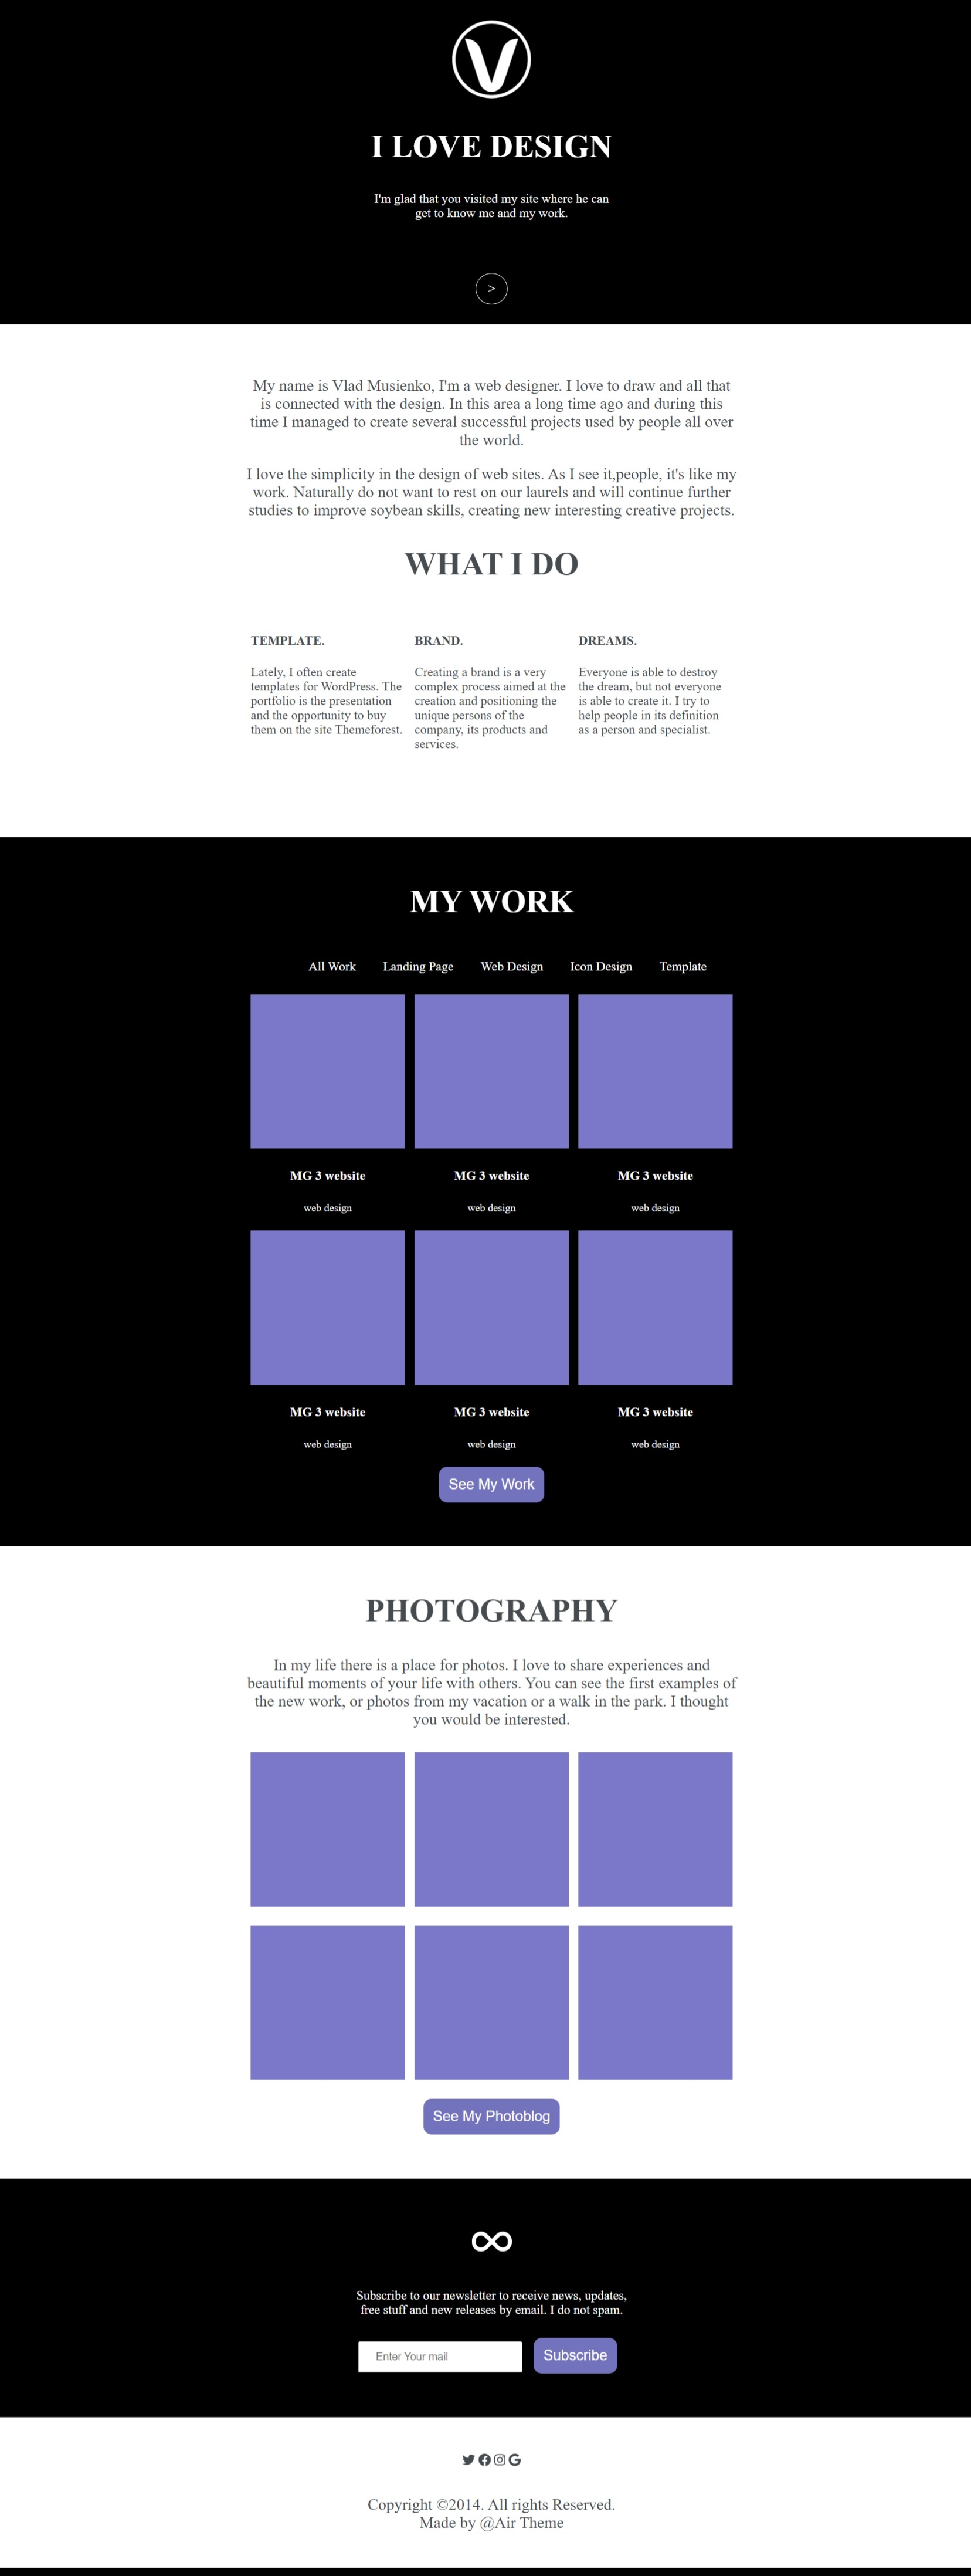 V
I LOVE DESIGN
I'm glad that you visited my site where he can
get to know me and my work.
>
My name is Vlad Musienko, I'm a web designer. I love to draw and all that
is connected with the design. In this area a long time ago and during this
time I managed to create several successful projects used by people all over
the world.
I love the simplicity in the design of web sites. As I see it,people, it's like my
work. Naturally do not want to rest on our laurels and will continue further
studies to improve soybean skills, creating new interesting creative projects.
WHAT I DO
TEMPLATE.
Lately, I often create
templates for WordPress. The
portfolio is the presentation
and the opportunity to buy
them on the site Themeforest.
BRAND.
Creating a brand is a very
complex process aimed at the
creation and positioning the
unique persons of the
company, its products and
services.
DREAMS.
Everyone is able to destroy
the dream, but not everyone
is able to create it. I try to
help people in its definition
as a person and specialist.
MY WORK
All Work Landing Page Web Design Icon Design Template
MG 3 website MG 3 website MG 3 website
web design web design web design
MG 3 website MG 3 website MG 3 website
web design web design web design
See My Work
PHOTOGRAPHY
In my life there is a place for photos. I love to share experiences and
beautiful moments of your life with others. You can see the first examples of
the new work, or photos from my vacation or a walk in the park. I thought
you would be interested.
See My Photoblog
Subscribe to our newsletter to receive news, updates,
free stuff and new releases by email. I do not spam.
Enter Your mail Subscribe
Copyright ©2014. All rights Reserved.
Made by @Air Theme